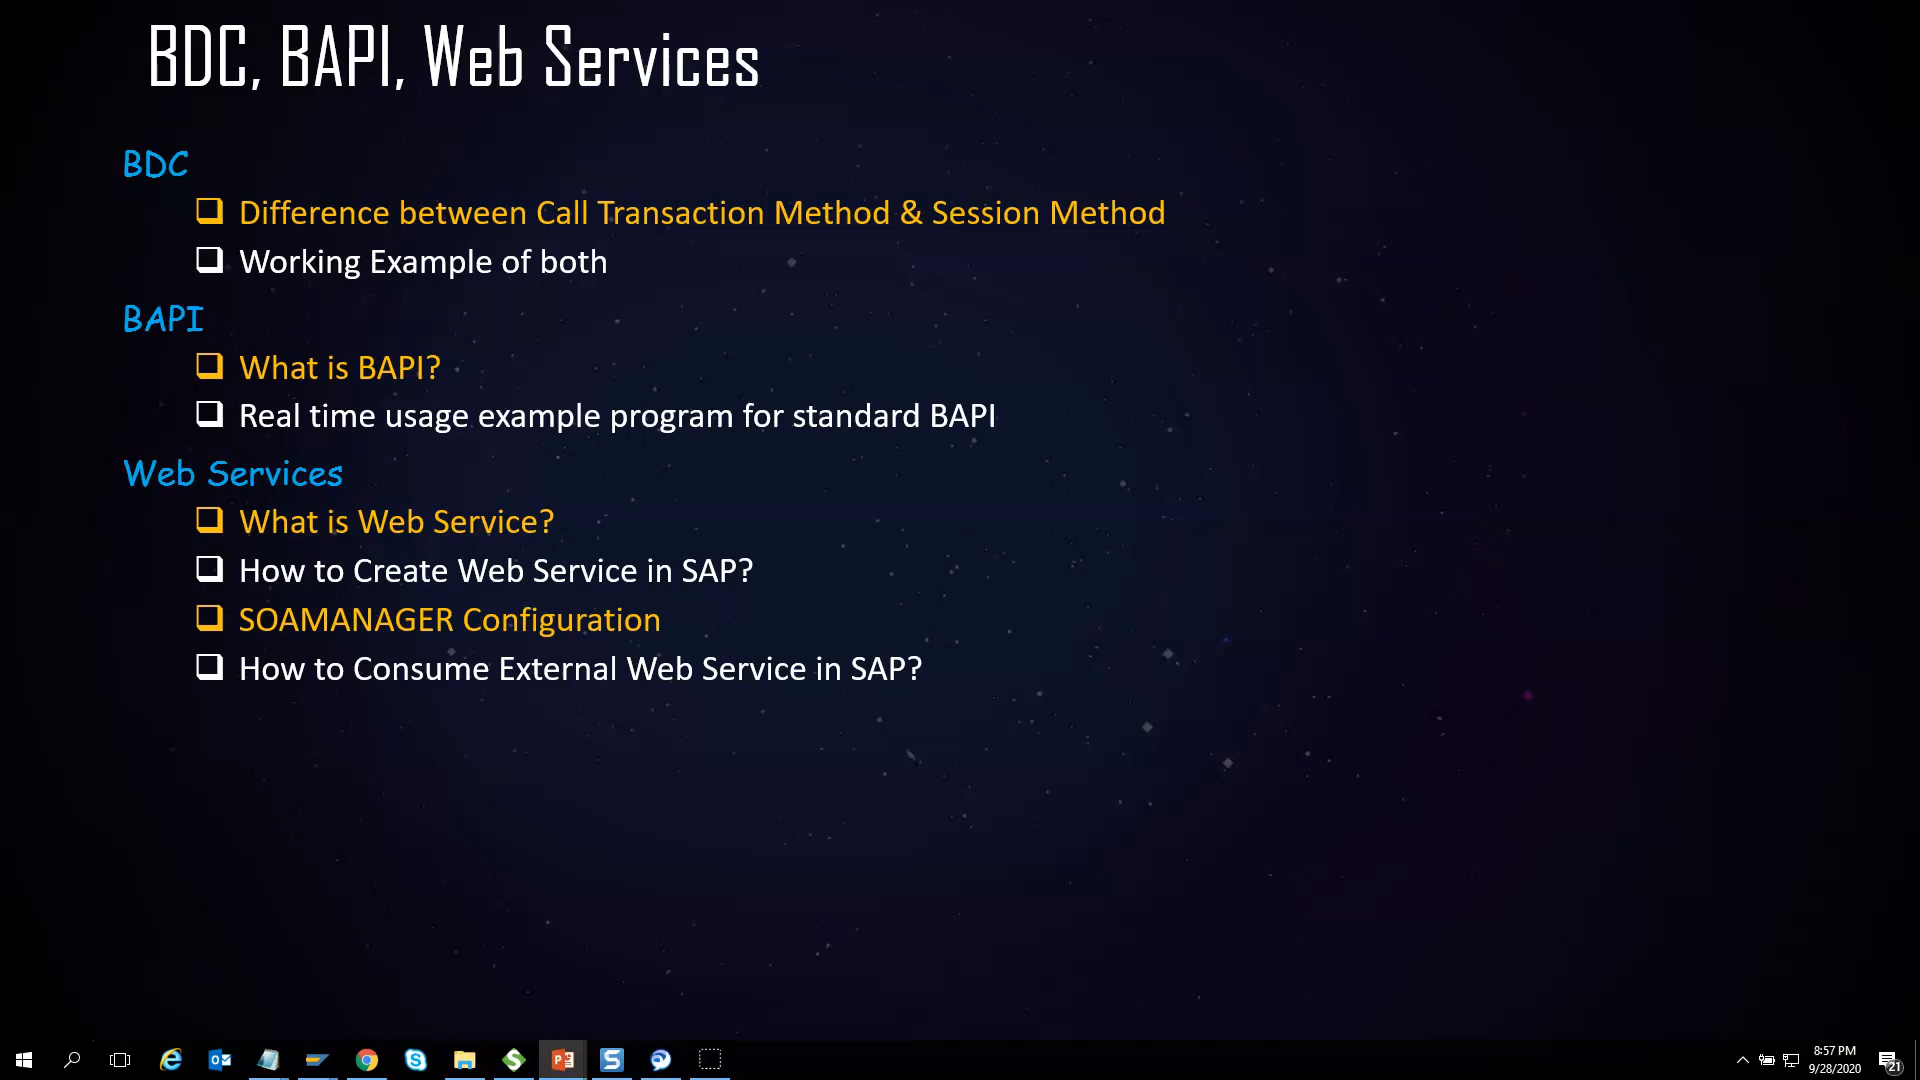 BDC, BAPI, Web Services
BDC
Difference between Call Transaction Method & Session Method
Working Example of both
BAPI
What is BAPI?
Real time usage example program for standard BAPI
Web Services
What is Web Service?
How to Create Web Service in SAP?
SOAMANAGER Configuration
How to Consume External Web Service in SAP?
8:57 PM
9/28/2020
21